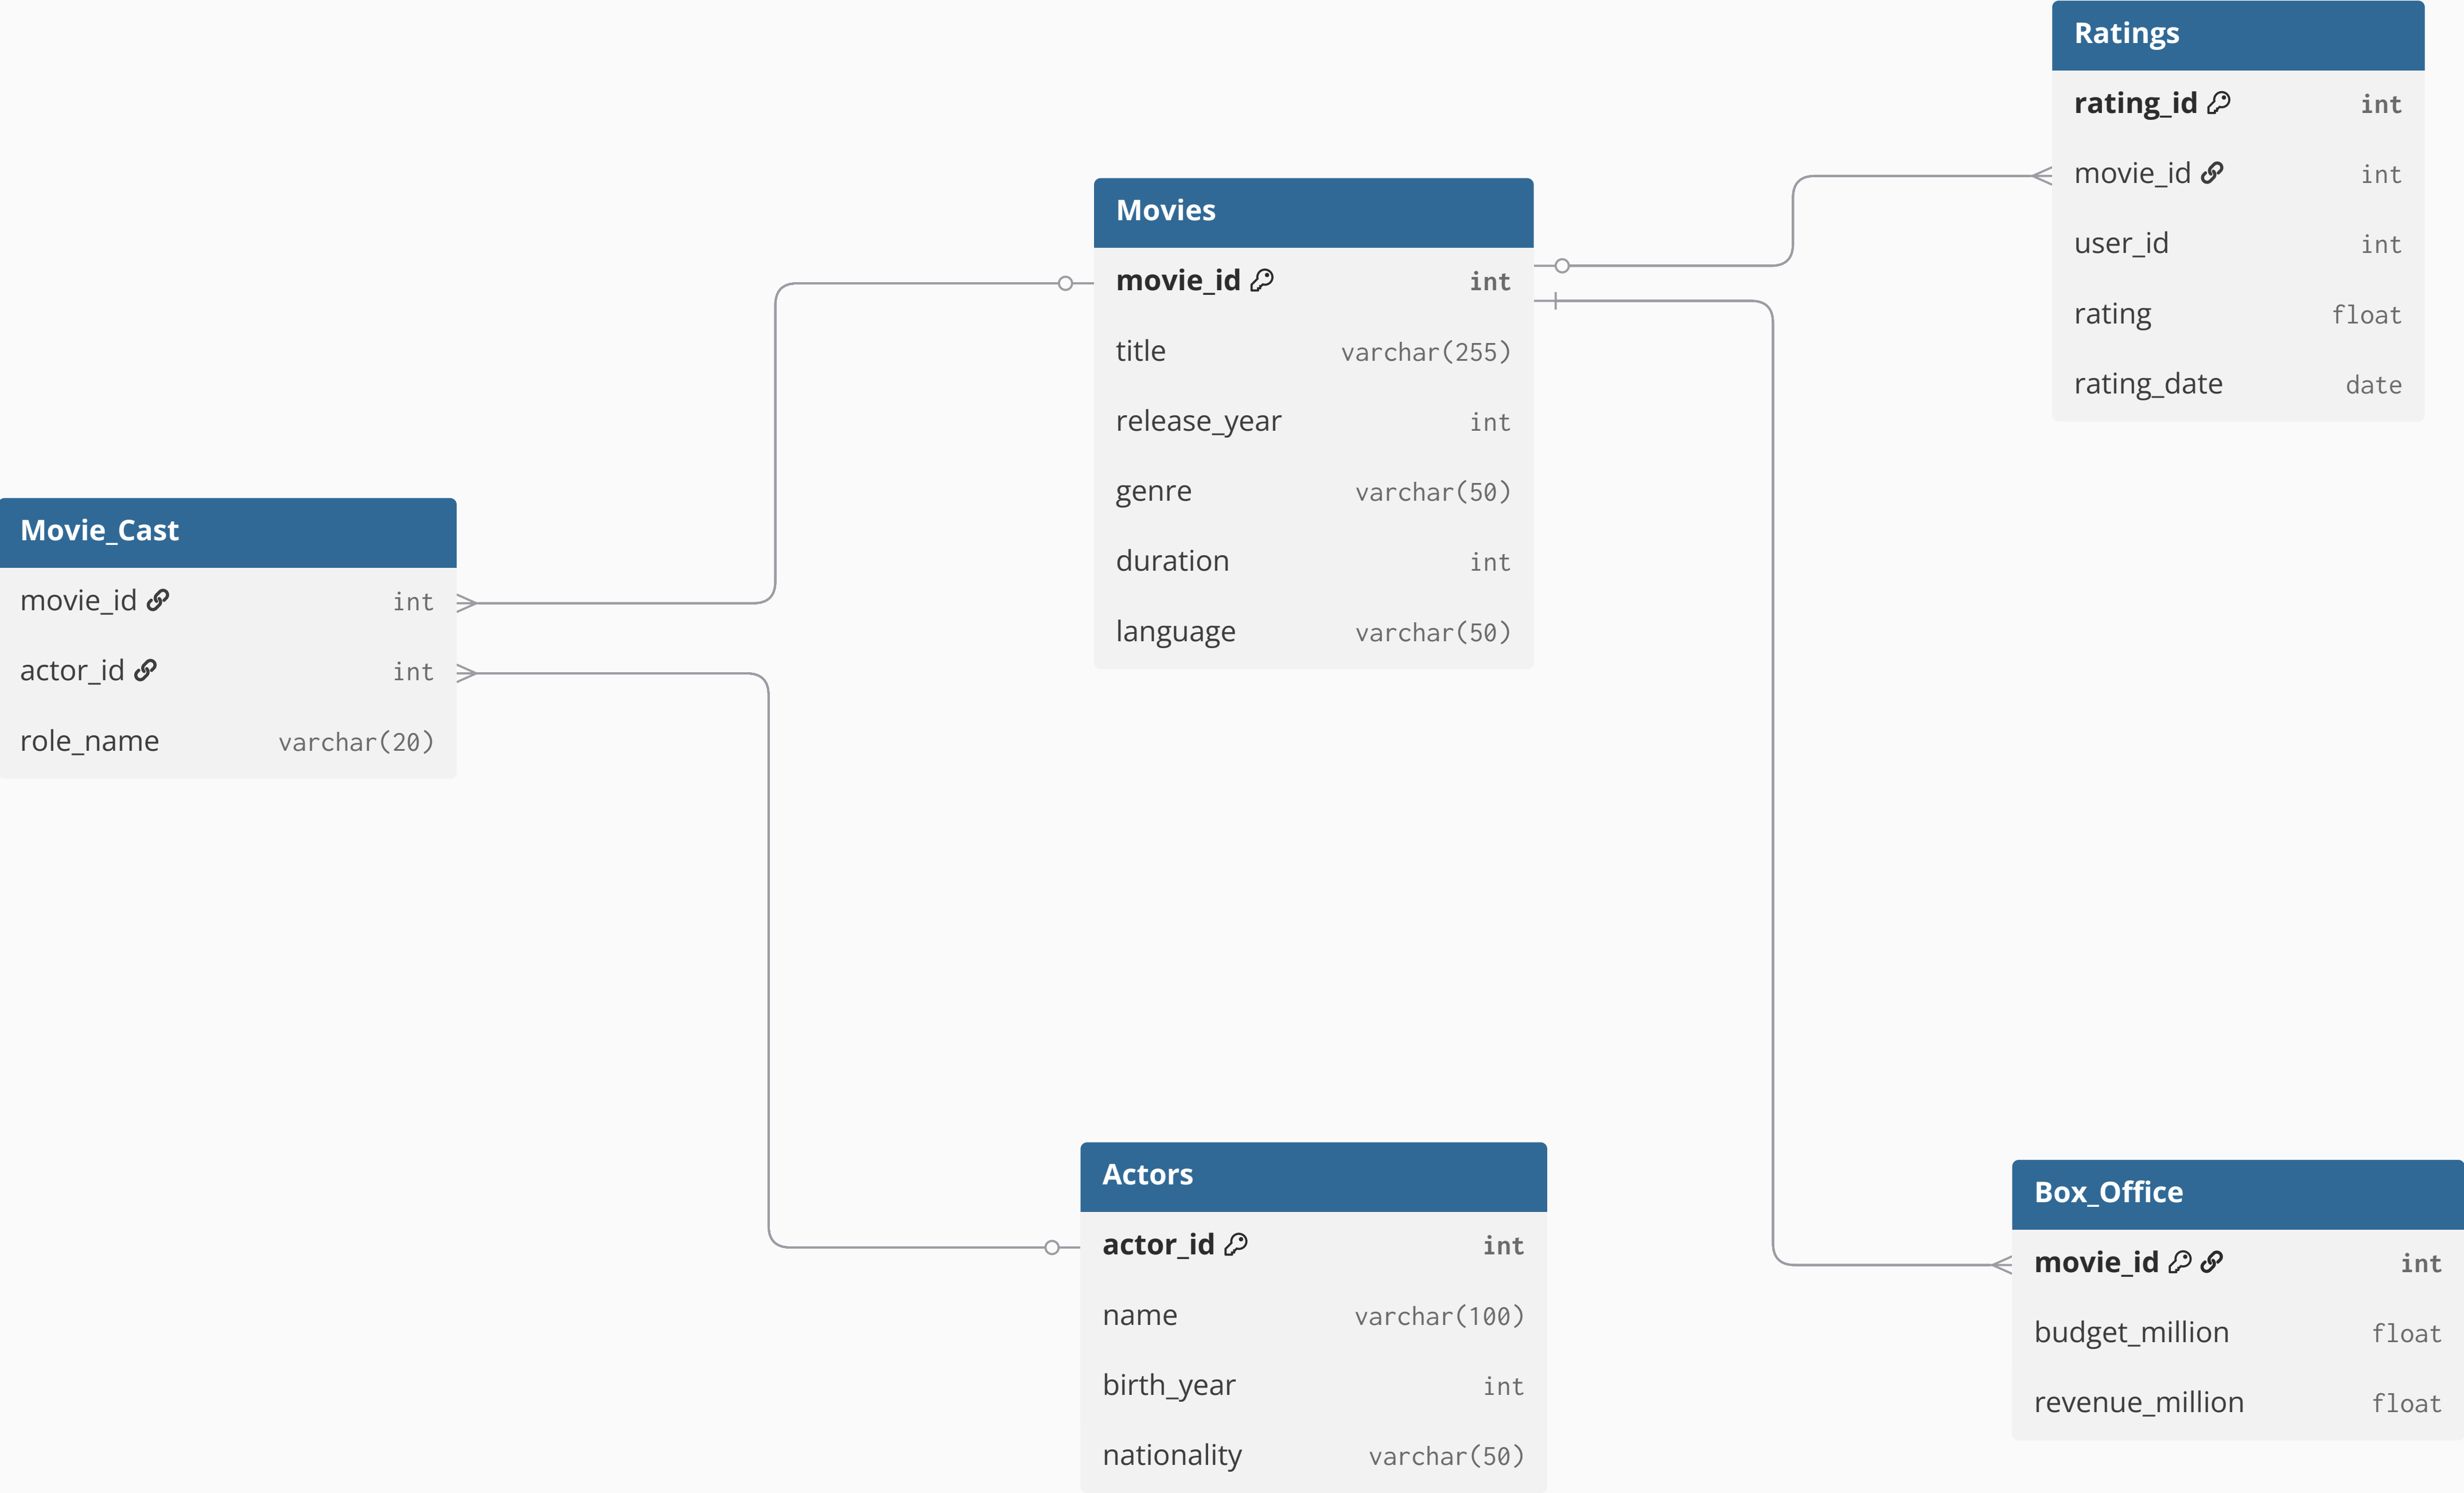 Ratings
rating_id int
movie_id int
user_id int
rating float
rating_date date
Movies
movie_id int
title varchar(255)
release_year int
genre varchar(50)
duration int
language varchar(50)
Movie_Cast
movie_id int
actor_id int
role_name varchar(20)
Actors
actor_id int
name varchar(100)
birth_year int
nationality varchar(50)
Box_Office
movie_id int
budget_million float
revenue_million float